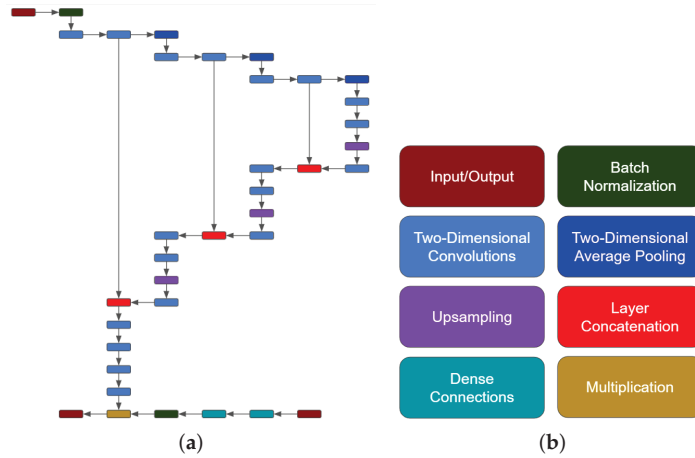 Input/Output
Batch
Normalization
Two-Dimensional
Convolutions
Two-Dimensional
Average Pooling
Upsampling
Layer
Concatenation
Dense
Connections
Multiplication
(a)
(b)